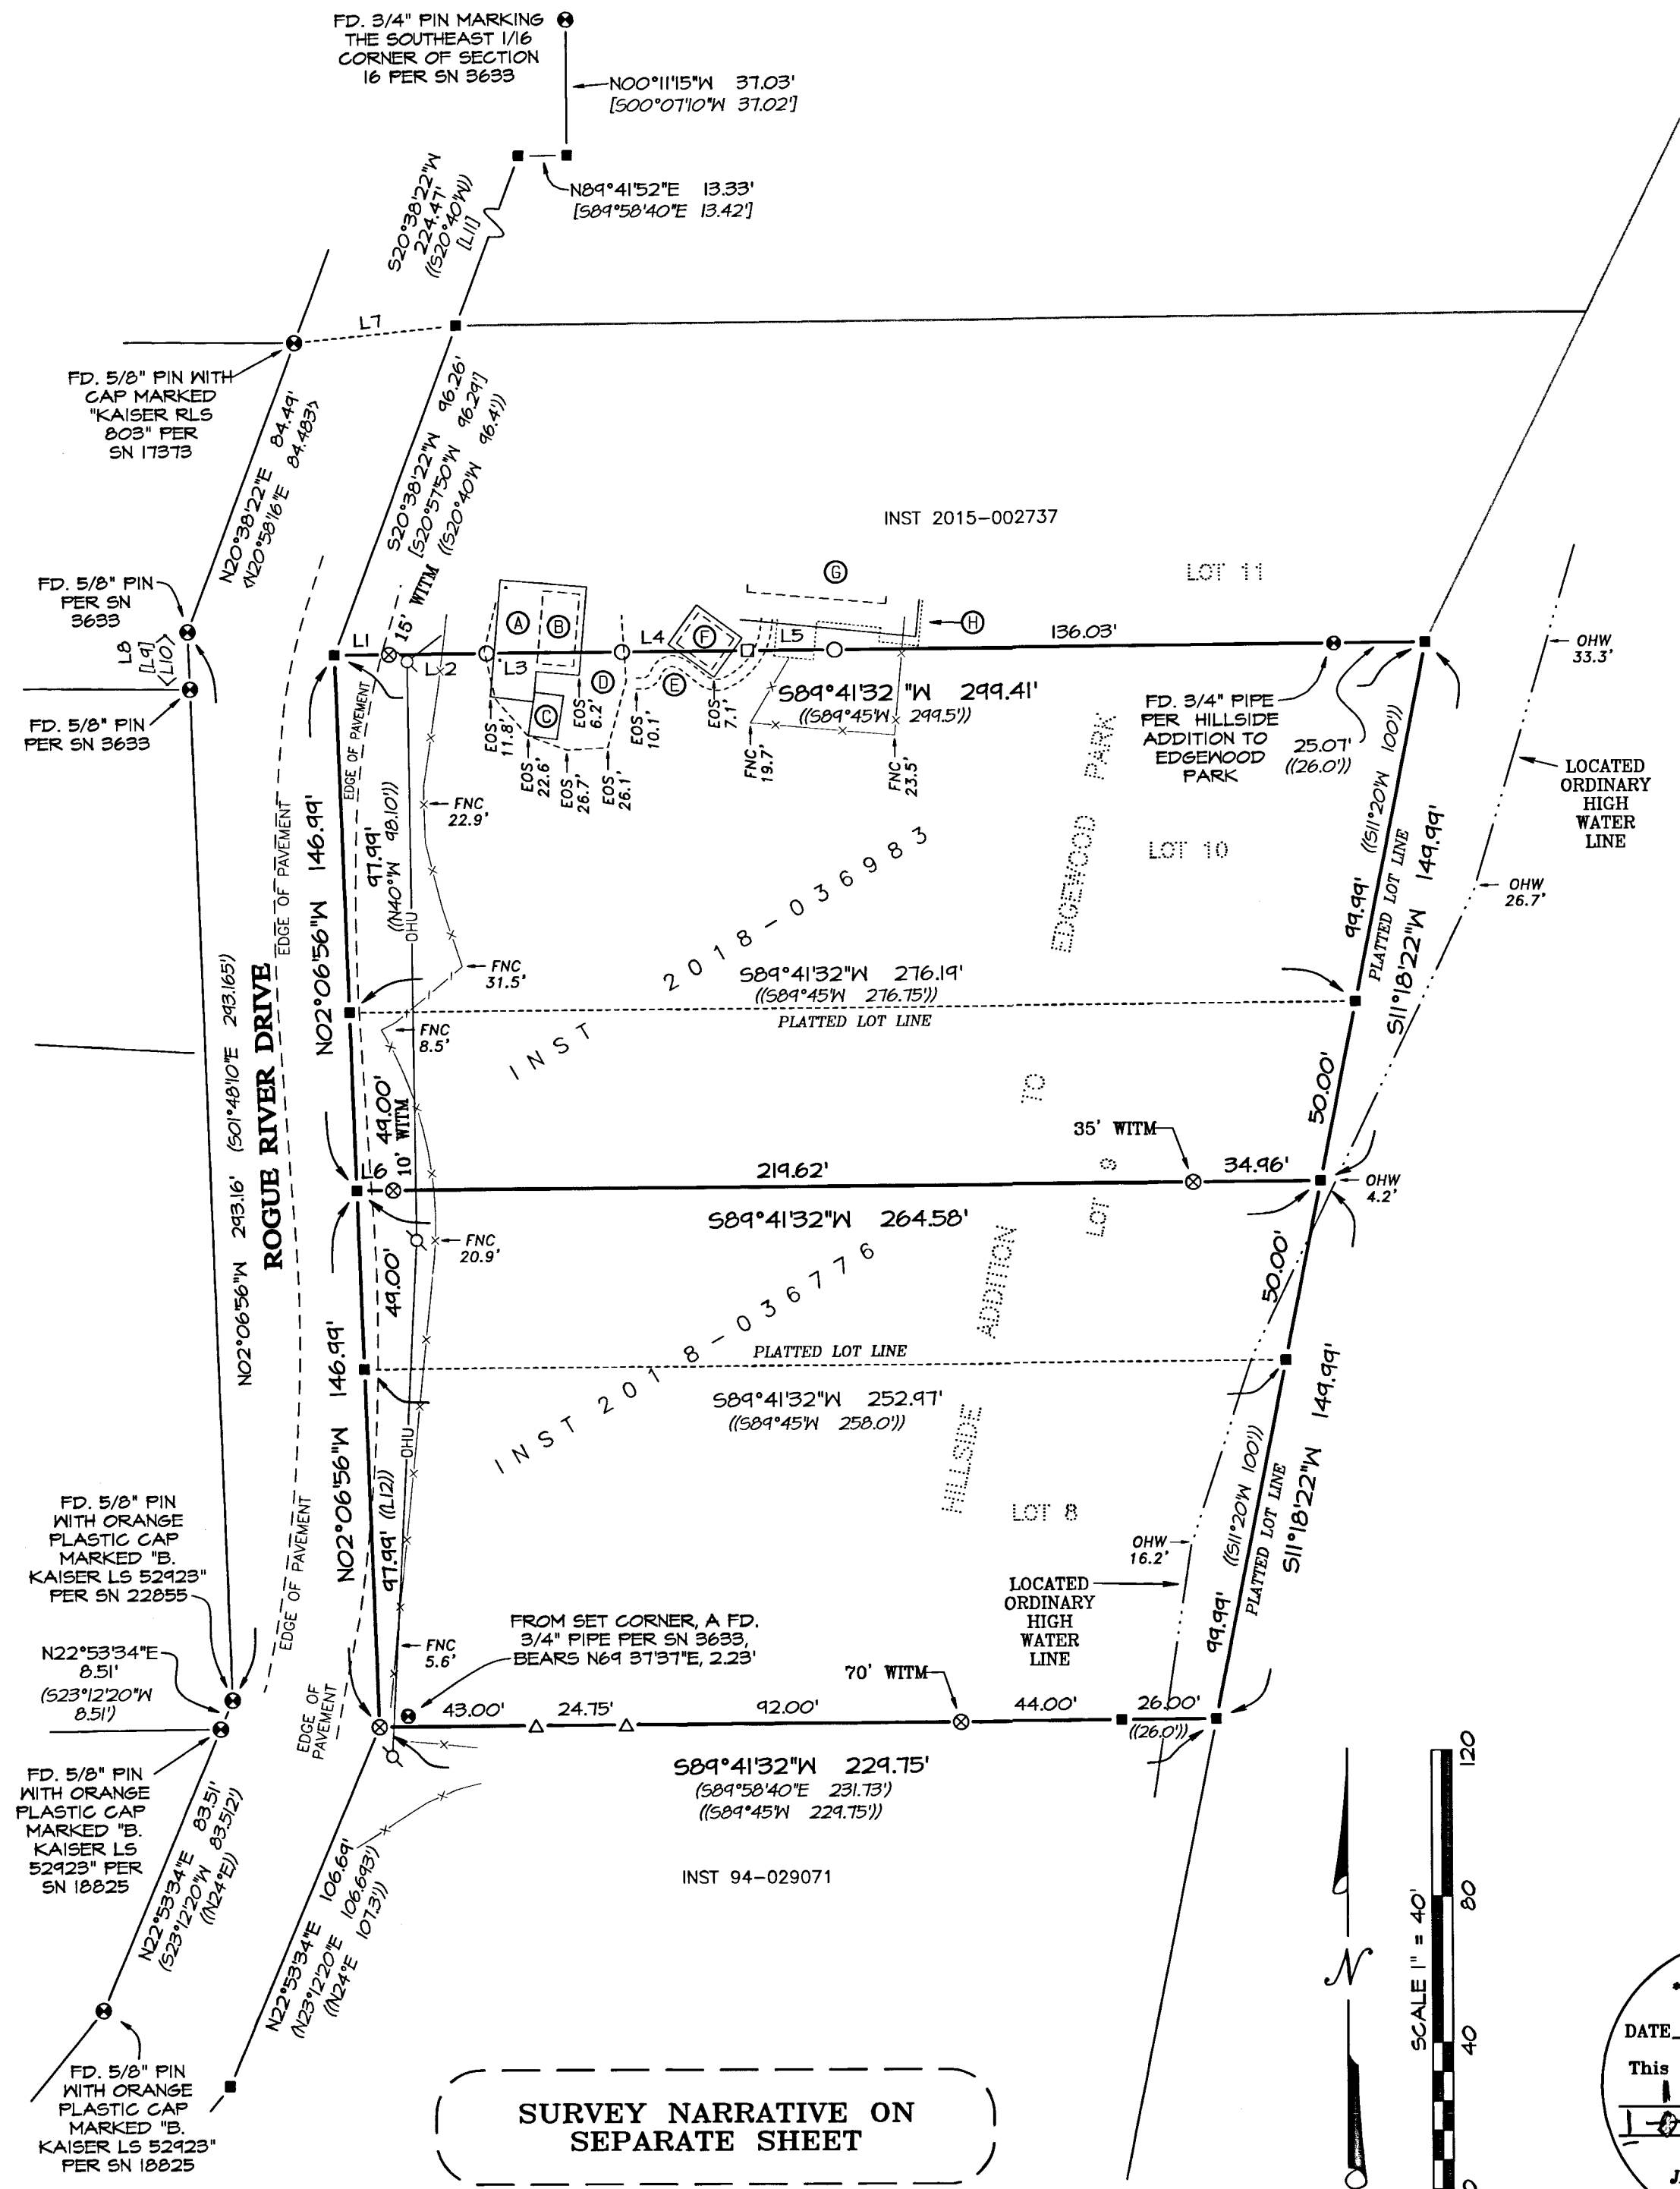 FD. 3/4" PIN MARKING
THE SOUTHEAST 1/16
CORNER OF SECTION
16 PER SN 3633
N00°11'15"W 37.03'
[S00°07'10"W 37.02']
N89°41'52"E 13.33'
[S89°58'40"E 13.42']
S20°38'22"W
224.47'
((S20°40'W))
[L11]
L7
FD. 5/8" PIN WITH
CAP MARKED
"KAISER RLS
803" PER
SN 17373
N20°38'22"E 84.49'
<N20°58'16"E 84.483>
S20°38'22"W 96.26'
[S20°57'50"W 96.29']
((S20°40'W 96.4'))
INST 2015-002737
LOT 11
FD. 5/8" PIN
PER SN
3633
L8
[L9]
<L10>
FD. 5/8" PIN
PER SN 3633
L1
15' WITM
L2
L3
L4
L5
A
B
C
D
E
F
G
H
136.03'
OHW
33.3'
S89°41'32"W 299.41'
((S89°45'W 299.5'))
EOS
11.8'
EOS
22.6'
EOS
6.2'
EOS
26.7'
EOS
26.1'
EOS
10.1'
EOS
7.1'
FNC
19.7'
FNC
23.5'
FD. 3/4" PIPE
PER HILLSIDE
ADDITION TO
EDGEWOOD
PARK
25.07'
((26.0'))
LOCATED
ORDINARY
HIGH
WATER
LINE
EDGE OF PAVEMENT
EDGE OF PAVEMENT
N02°06'56"W 146.99'
97.99'
((N40°W 98.10'))
OHU
FNC
22.9'
FNC
31.5'
FNC
8.5'
LOT 10
((S11°20'W 100'))
PLATTED LOT LINE
99.99'
S11°18'22"W 149.99'
OHW
26.7'
INST 2018-036983
S89°41'32"W 276.19'
((S89°45'W 276.75'))
PLATTED LOT LINE
HILLSIDE ADDITION TO EDGEWOOD PARK
N02°06'56"W 293.16' (S01°48'10"E 293.165')
ROGUE RIVER DRIVE
49.00'
L6
10' WITM
219.62'
35' WITM
34.96'
50.00'
OHW
4.2'
S89°41'32"W 264.58'
LOT 9
FNC
20.9'
49.00'
50.00'
INST 2018-036776
PLATTED LOT LINE
S89°41'32"W 252.97'
((S89°45'W 258.0'))
N02°06'56"W 146.99'
97.99' ((L12))
OHU
LOT 8
((S11°20'W 100'))
PLATTED LOT LINE
99.99'
S11°18'22"W 149.99'
OHW
16.2'
LOCATED
ORDINARY
HIGH
WATER
LINE
FD. 5/8" PIN
WITH ORANGE
PLASTIC CAP
MARKED "B.
KAISER LS 52923"
PER SN 22855
EDGE OF PAVEMENT
EDGE OF
PAVEMENT
N22°53'34"E
8.51'
(S23°12'20"W
8.51')
FROM SET CORNER, A FD.
3/4" PIPE PER SN 3633,
BEARS N69 37'37"E, 2.23'
FNC
5.6'
70' WITM
43.00'
24.75'
92.00'
44.00'
26.00'
((26.0'))
S89°41'32"W 229.75'
(S89°58'40"E 231.73')
((S89°45'W 229.75'))
FD. 5/8" PIN
WITH ORANGE
PLASTIC CAP
MARKED "B.
KAISER LS
52923" PER
SN 18825
N22°53'34"E 83.51'
(S23°12'20"W 83.512')
((N24°E))
N22°53'34"E 106.69'
(N23°12'20"E 106.693')
((N24°E 107.3'))
INST 94-029071
FD. 5/8" PIN
WITH ORANGE
PLASTIC CAP
MARKED "B.
KAISER LS 52923"
PER SN 18825
SURVEY NARRATIVE ON
SEPARATE SHEET
N
SCALE 1" = 40'
120
80
40
0
DATE
This